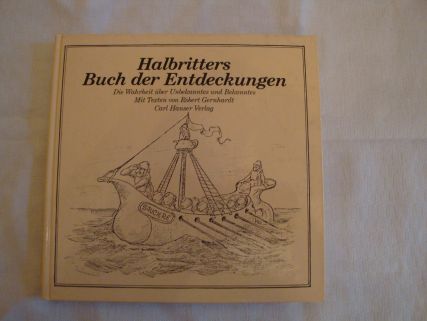 Halbritters
Buch der Entdeckungen
Die Wahrheit über Unbekanntes und Bekanntes
Mit Texten von Robert Gernhardt
Carl Hanser Verlag